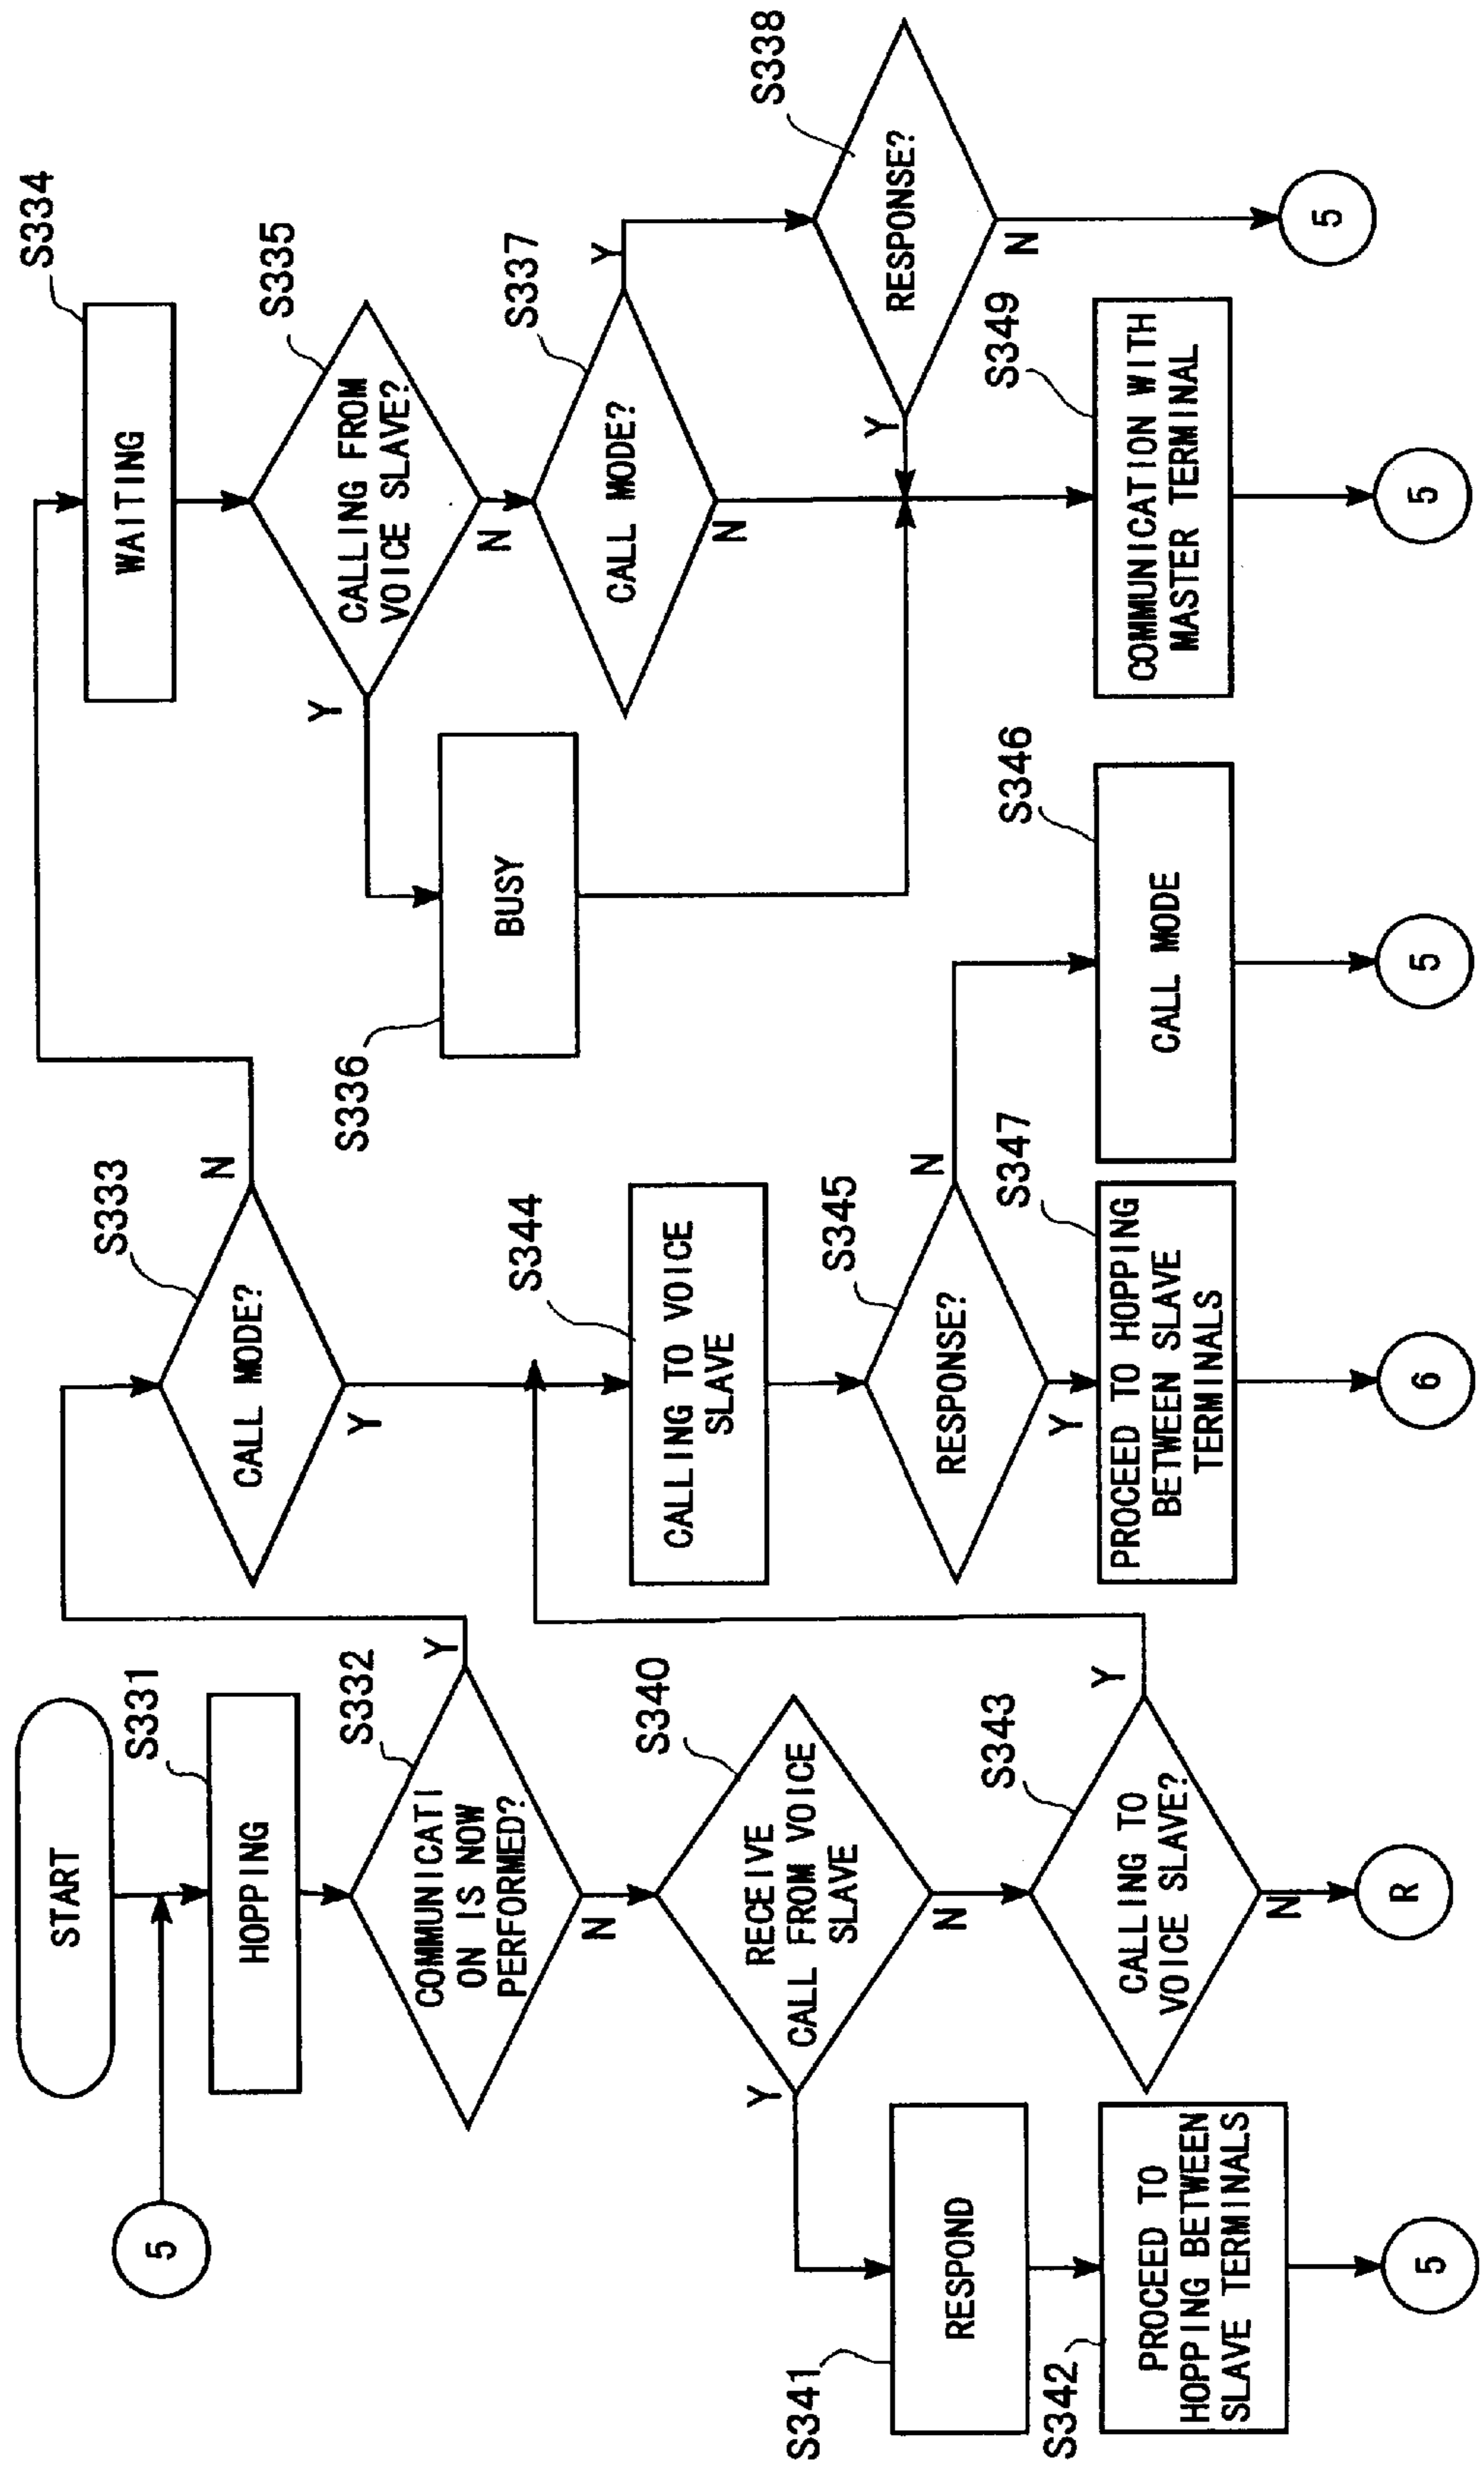 START
5
S331
HOPPING
S332
COMMUNICATI
ON IS NOW
PERFORMED?
Y
N
S340
RECEIVE
CALL FROM VOICE
SLAVE
Y
N
S341
RESPOND
S342
PROCEED TO
HOPPING BETWEEN
SLAVE TERMINALS
5
S343
CALLING TO
VOICE SLAVE?
Y
N
R
S333
CALL MODE?
N
Y
S344
CALLING TO VOICE
SLAVE
S345
RESPONSE?
N
Y
S347
PROCEED TO HOPPING
BETWEEN SLAVE
TERMINALS
6
S346
CALL MODE
5
S334
WAITING
S335
CALLING FROM
VOICE SLAVE?
Y
N
S336
BUSY
S337
CALL MODE?
Y
N
S338
RESPONSE?
Y
N
5
S349
COMMUNICATION WITH
MASTER TERMINAL
5